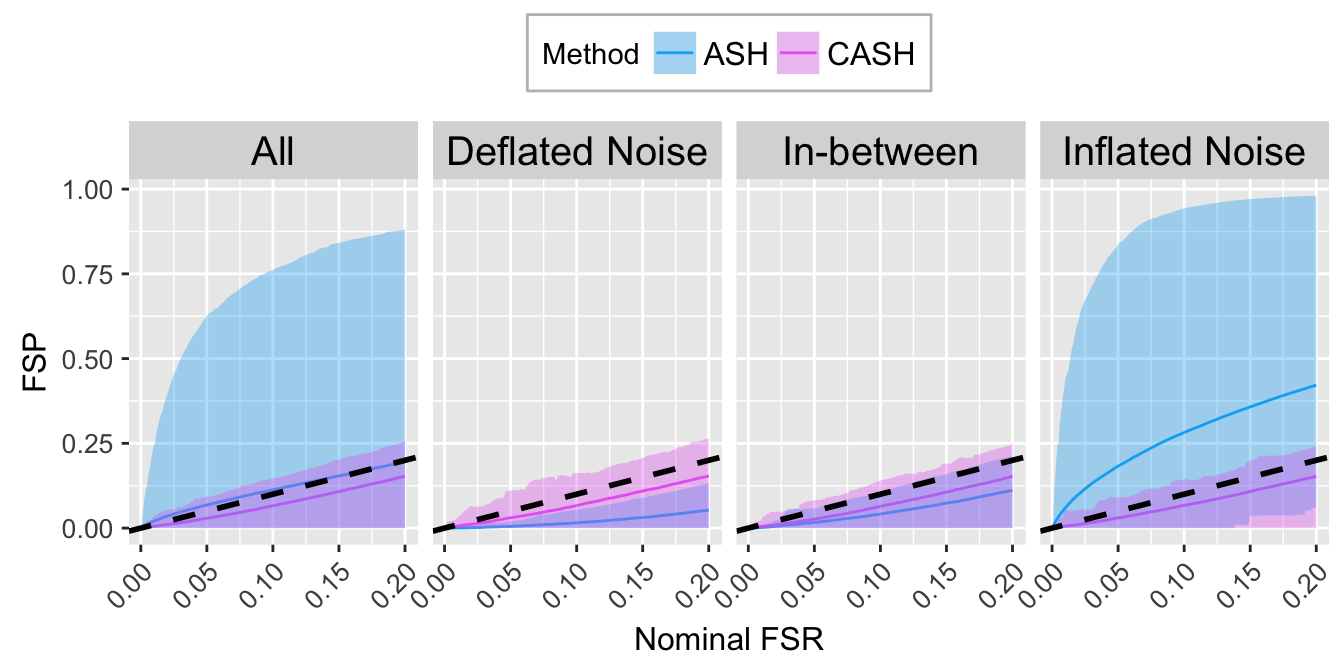 Method ASH CASH
All Deflated Noise In-between Inflated Noise
1.00
0.75
0.50
0.25
0.00
FSP
0.00 0.05 0.10 0.15 0.20 0.00 0.05 0.10 0.15 0.20 0.00 0.05 0.10 0.15 0.20 0.00 0.05 0.10 0.15 0.20
Nominal FSR